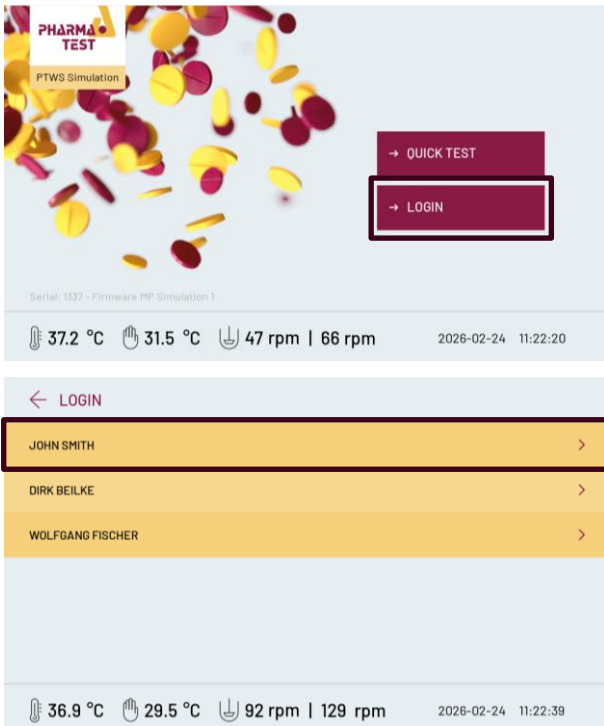 PHARMA
TEST
PTWS Simulation
→ QUICK TEST
→ LOGIN
Serial: 1337 - Firmware MP Simulation 1
37.2 °C 31.5 °C 47 rpm | 66 rpm 2026-02-24 11:22:20
← LOGIN
JOHN SMITH
DIRK BEILKE
WOLFGANG FISCHER
36.9 °C 29.5 °C 92 rpm | 129 rpm 2026-02-24 11:22:39